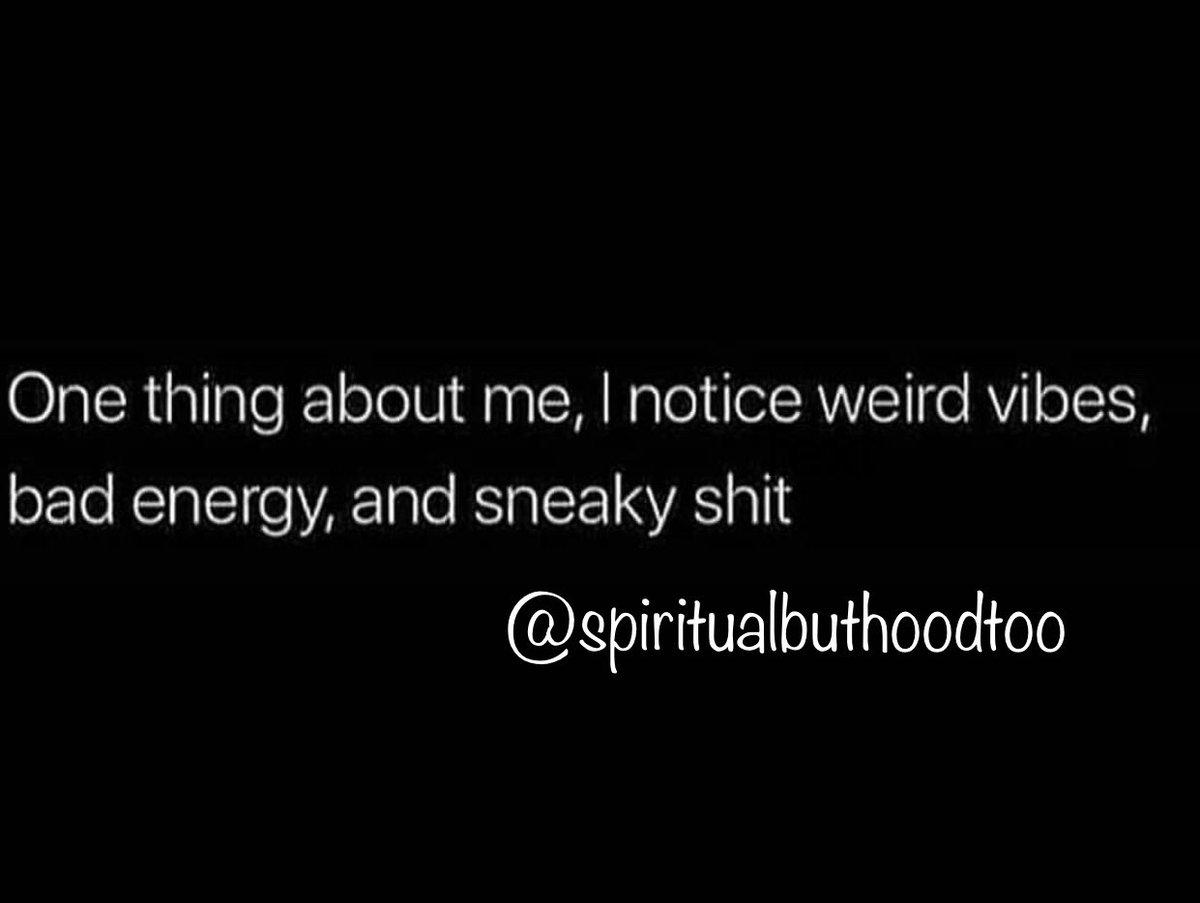 One thing about me, I notice weird vibes,
bad energy, and sneaky shit
@spiritualbuthoodtoo